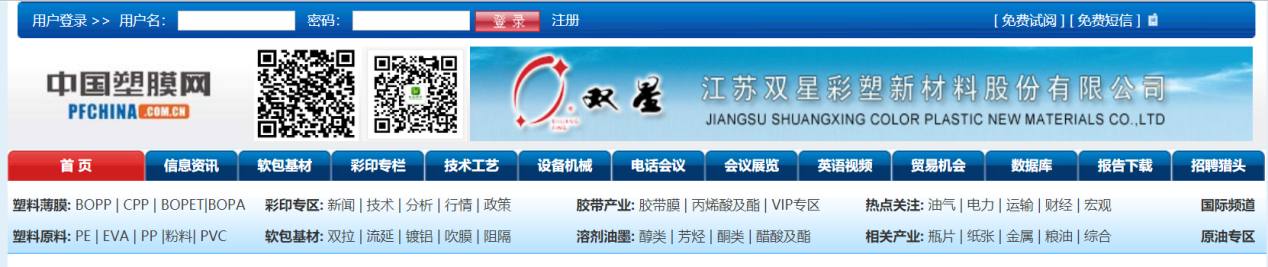 用户登录 >> 用户名: 密码: 登 录 注册 [ 免费试阅 ] [ 免费短信 ]
中国塑膜网
PFCHINA .COM.CN
双星
SHUANG XING
江苏双星彩塑新材料股份有限公司
JIANGSU SHUANGXING COLOR PLASTIC NEW MATERIALS CO.,LTD
首 页 信息资讯 软包基材 彩印专栏 技术工艺 设备机械 电话会议 会议展览 英语视频 贸易机会 数据库 报告下载 招聘猎头
塑料薄膜: BOPP | CPP | BOPET|BOPA 彩印专区: 新闻 | 技术 | 分析 | 行情 | 政策 胶带产业: 胶带膜 | 丙烯酸及酯 | VIP专区 热点关注: 油气 | 电力 | 运输 | 财经 | 宏观 国际频道
塑料原料: PE | EVA | PP |粉料| PVC 软包基材: 双拉 | 流延 | 镀铝 | 吹膜 | 阻隔 溶剂油墨: 醇类 | 芳烃 | 酮类 | 醋酸及酯 相关产业: 瓶片 | 纸张 | 金属 | 粮油 | 综合 原油专区